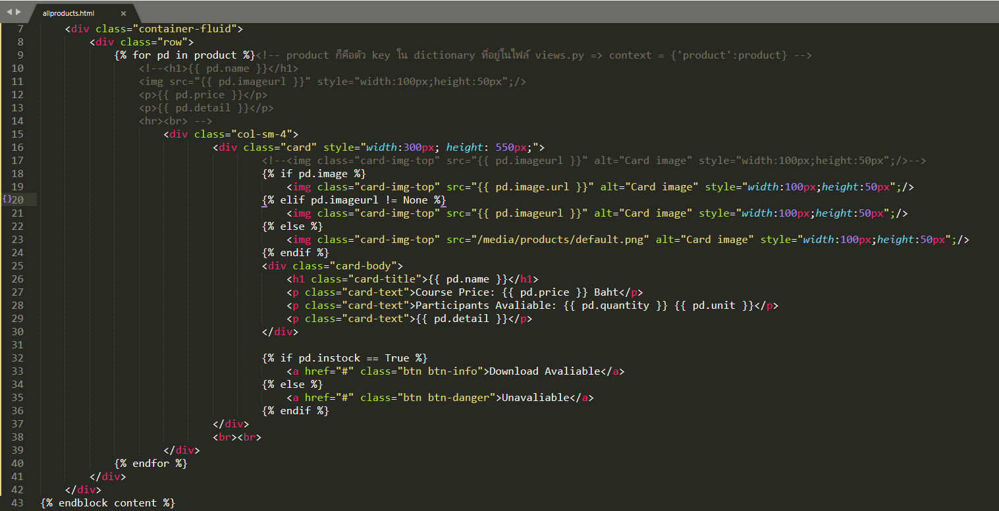 allproducts.html ×
7 <div class="container-fluid">
8 <div class="row">
9 {% for pd in product %}<!-- product ก็คือตัว key ใน dictionary ที่อยู่ในไฟล์ views.py => context = {'product':product} -->
10 <!--<h1>{{ pd.name }}</h1>
11 <img src="{{ pd.imageurl }}" style="width:100px;height:50px";/>
12 <p>{{ pd.price }}</p>
13 <p>{{ pd.detail }}</p>
14 <hr><br> -->
15 <div class="col-sm-4">
16 <div class="card" style="width:300px; height: 550px;">
17 <!--<img class="card-img-top" src="{{ pd.imageurl }}" alt="Card image" style="width:100px;height:50px";/>-->
18 {% if pd.image %}
19 <img class="card-img-top" src="{{ pd.image.url }}" alt="Card image" style="width:100px;height:50px";/>
{} 20 {% elif pd.imageurl != None %}
21 <img class="card-img-top" src="{{ pd.imageurl }}" alt="Card image" style="width:100px;height:50px";/>
22 {% else %}
23 <img class="card-img-top" src="/media/products/default.png" alt="Card image" style="width:100px;height:50px";/>
24 {% endif %}
25 <div class="card-body">
26 <h1 class="card-title">{{ pd.name }}</h1>
27 <p class="card-text">Course Price: {{ pd.price }} Baht</p>
28 <p class="card-text">Participants Avaliable: {{ pd.quantity }} {{ pd.unit }}</p>
29 <p class="card-text">{{ pd.detail }}</p>
30 </div>
31
32 {% if pd.instock == True %}
33 <a href="#" class="btn btn-info">Download Avaliable</a>
34 {% else %}
35 <a href="#" class="btn btn-danger">Unavaliable</a>
36 {% endif %}
37 </div>
38 <br><br>
39 </div>
40 {% endfor %}
41 </div>
42 </div>
43 {% endblock content %}